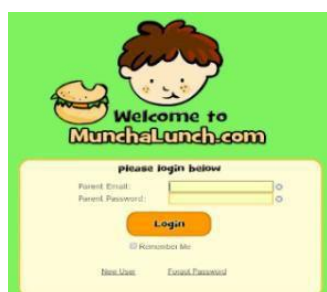 Welcome to
MunchaLunch.com
please login below
Parent Email:
Parent Password:
Login
Remember Me
New User Forgot Password